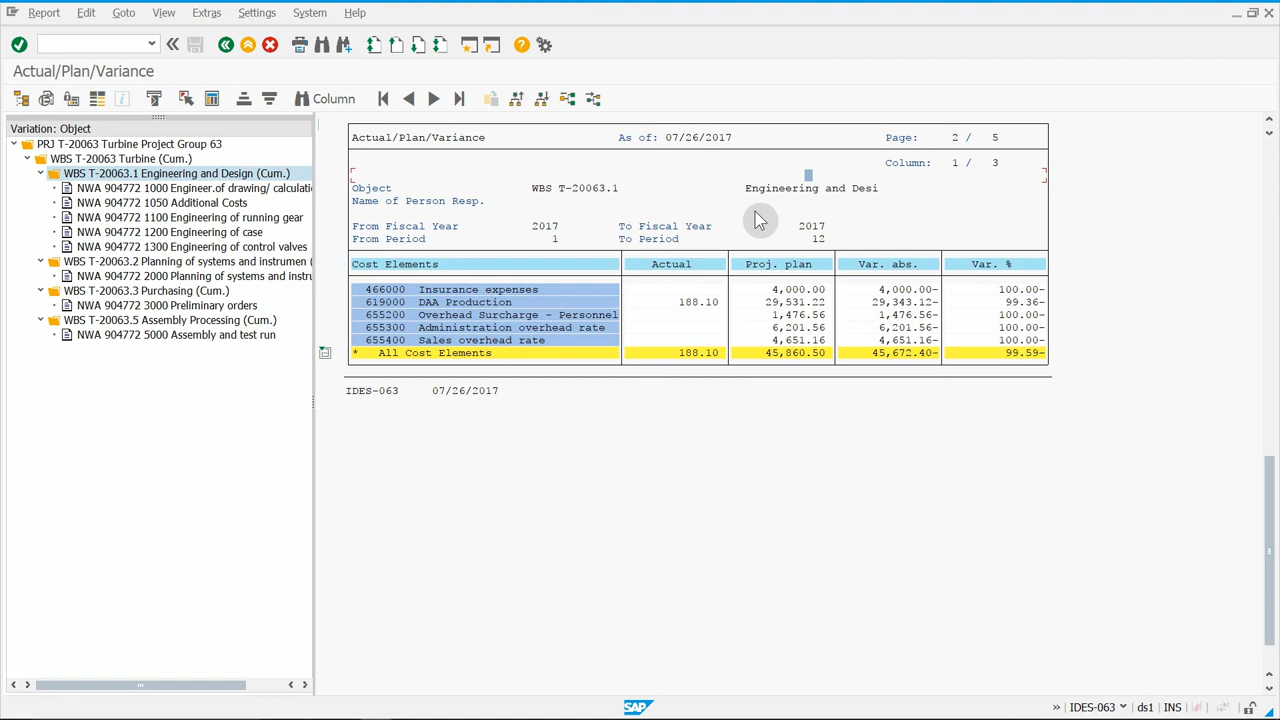 Report Edit Goto View Extras Settings System Help
Actual/Plan/Variance
Column
Variation: Object
PRJ T-20063 Turbine Project Group 63
WBS T-20063 Turbine (Cum.)
WBS T-20063.1 Engineering and Design (Cum.)
NWA 904772 1000 Engineer.of drawing/ calculati
NWA 904772 1050 Additional Costs
NWA 904772 1100 Engineering of running gear
NWA 904772 1200 Engineering of case
NWA 904772 1300 Engineering of control valves
WBS T-20063.2 Planning of systems and instrumen (
NWA 904772 2000 Planning of systems and instru
WBS T-20063.3 Purchasing (Cum.)
NWA 904772 3000 Preliminary orders
WBS T-20063.5 Assembly Processing (Cum.)
NWA 904772 5000 Assembly and test run
Actual/Plan/Variance As of: 07/26/2017 Page: 2 / 5
Column: 1 / 3
Object WBS T-20063.1 Engineering and Desi
Name of Person Resp.
From Fiscal Year 2017 To Fiscal Year 2017
From Period 1 To Period 12
Cost Elements Actual Proj. plan Var. abs. Var. %
466000 Insurance expenses 4,000.00 4,000.00- 100.00-
619000 DAA Production 188.10 29,531.22 29,343.12- 99.36-
655200 Overhead Surcharge - Personnel 1,476.56 1,476.56- 100.00-
655300 Administration overhead rate 6,201.56 6,201.56- 100.00-
655400 Sales overhead rate 4,651.16 4,651.16- 100.00-
* All Cost Elements 188.10 45,860.50 45,672.40- 99.59-
IDES-063 07/26/2017
SAP
IDES-063 ds1 INS